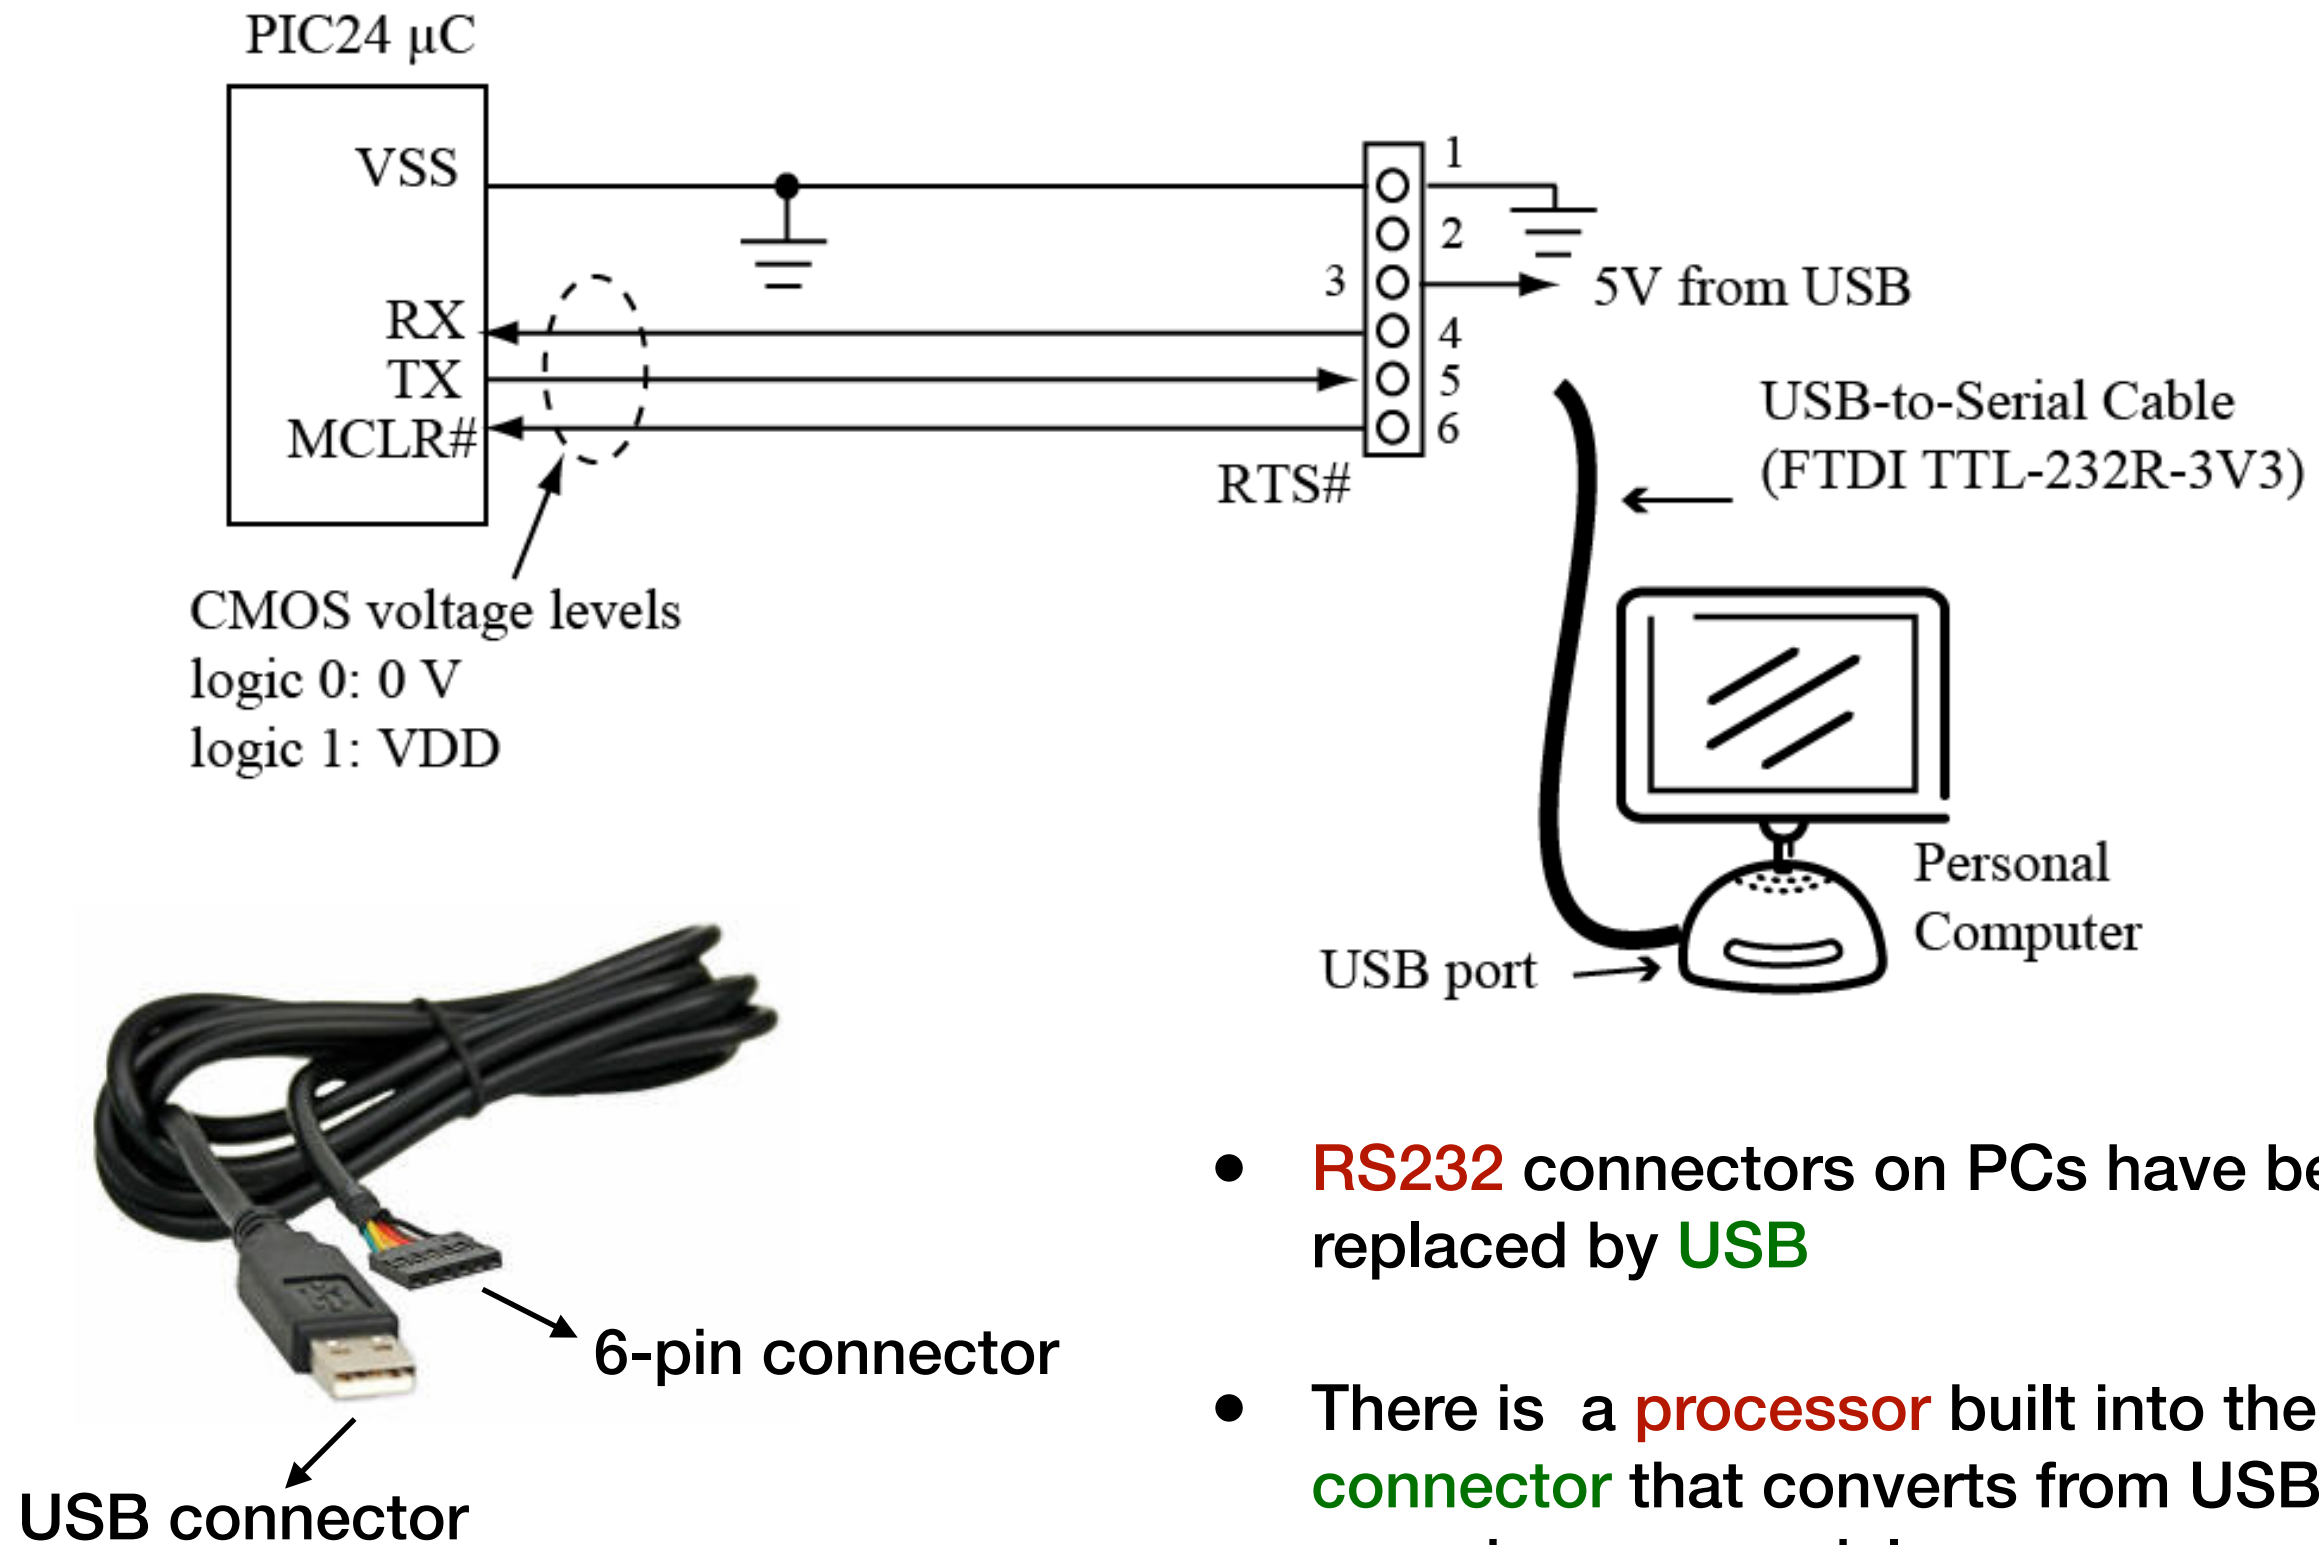 PIC24 µC
VSS
RX
TX
MCLR#
1
2
3
4
5
6
RTS#
5V from USB
USB-to-Serial Cable
(FTDI TTL-232R-3V3)
CMOS voltage levels
logic 0: 0 V
logic 1: VDD
Personal
Computer
USB port
6-pin connector
USB connector
• RS232 connectors on PCs have
replaced by USB
• There is a processor built into the
connector that converts from USB